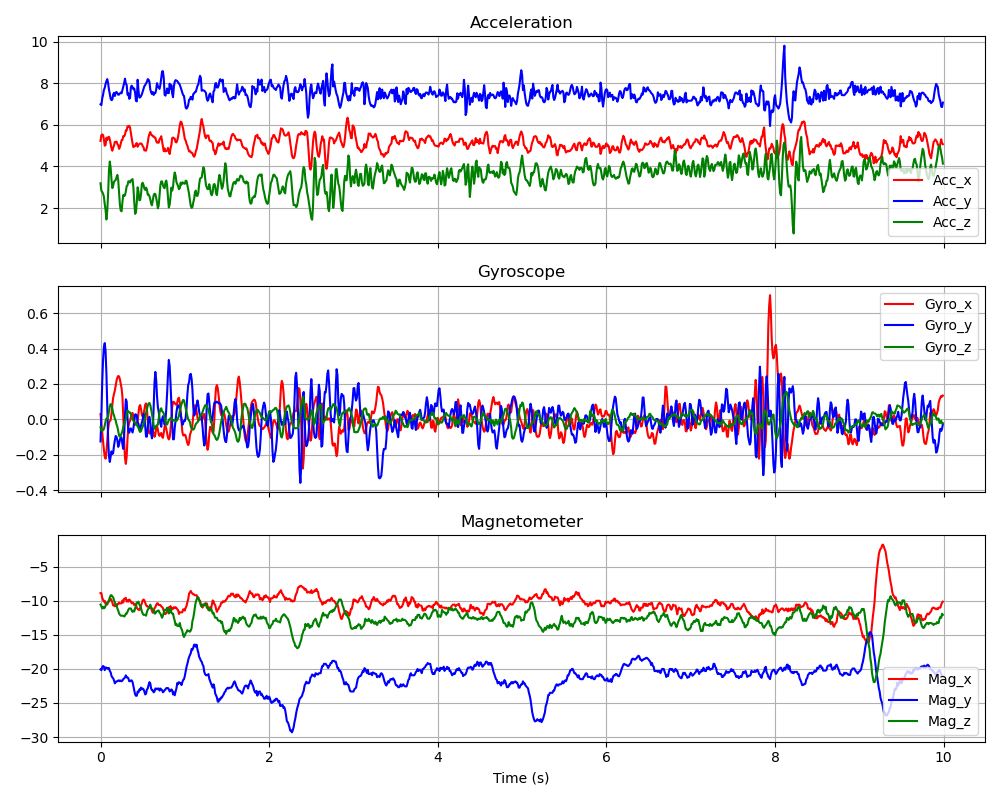 Acceleration
10
8
6
4
2
Acc_x
Acc_y
Acc_z
Gyroscope
0.6
0.4
0.2
0.0
−0.2
−0.4
Gyro_x
Gyro_y
Gyro_z
Magnetometer
−5
−10
−15
−20
−25
−30
Mag_x
Mag_y
Mag_z
0 2 4 6 8 10
Time (s)